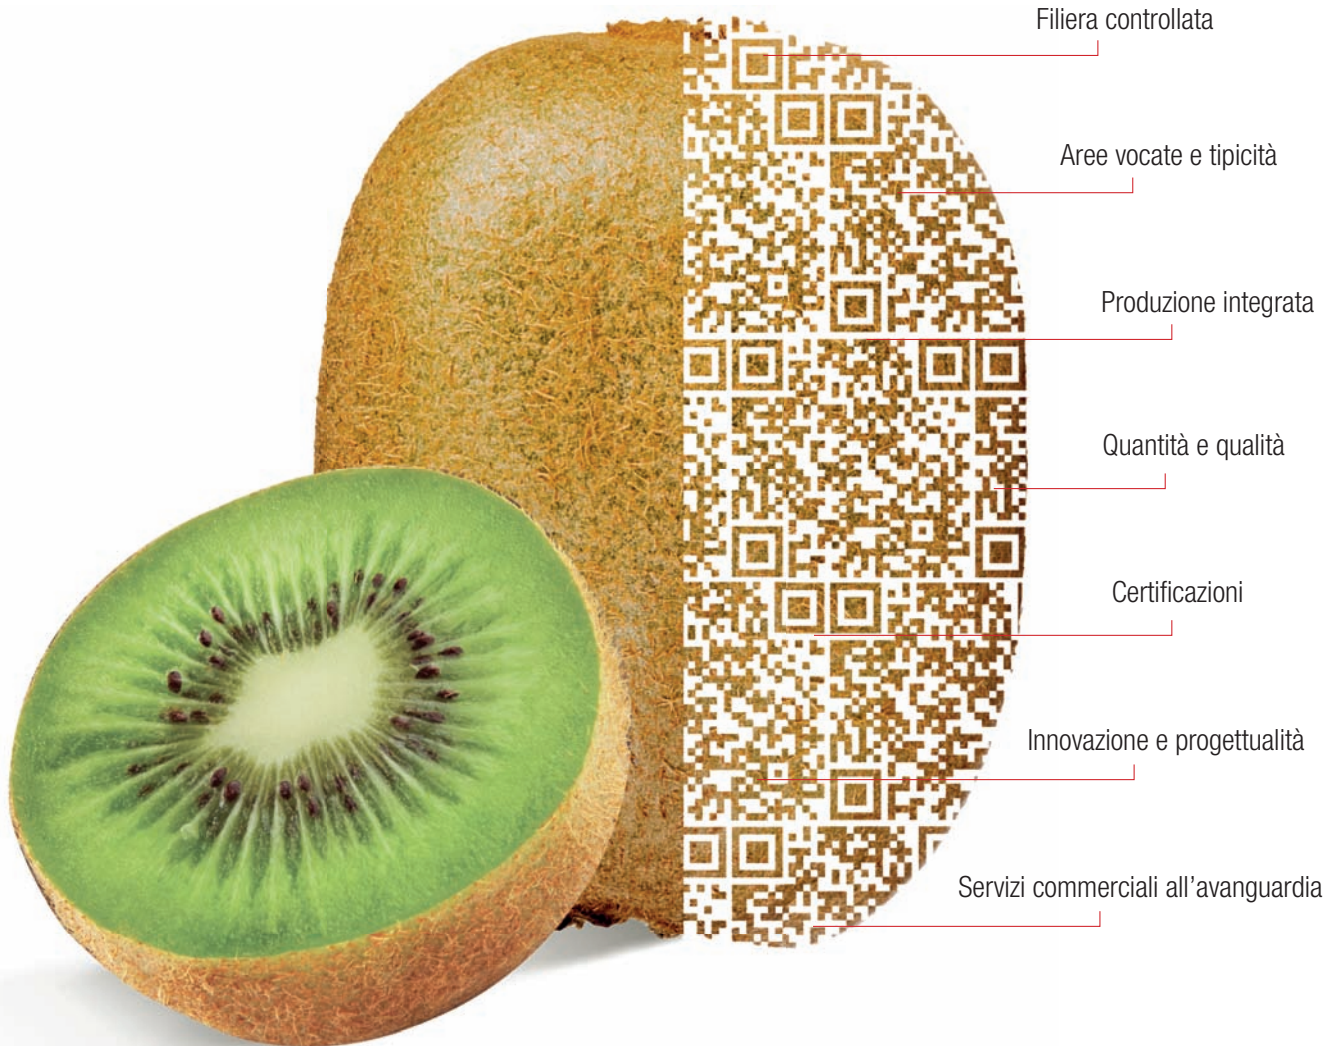 Filiera controllata
Aree vocate e tipicità
Produzione integrata
Quantità e qualità
Certificazioni
Innovazione e progettualità
Servizi commerciali all’avanguardia